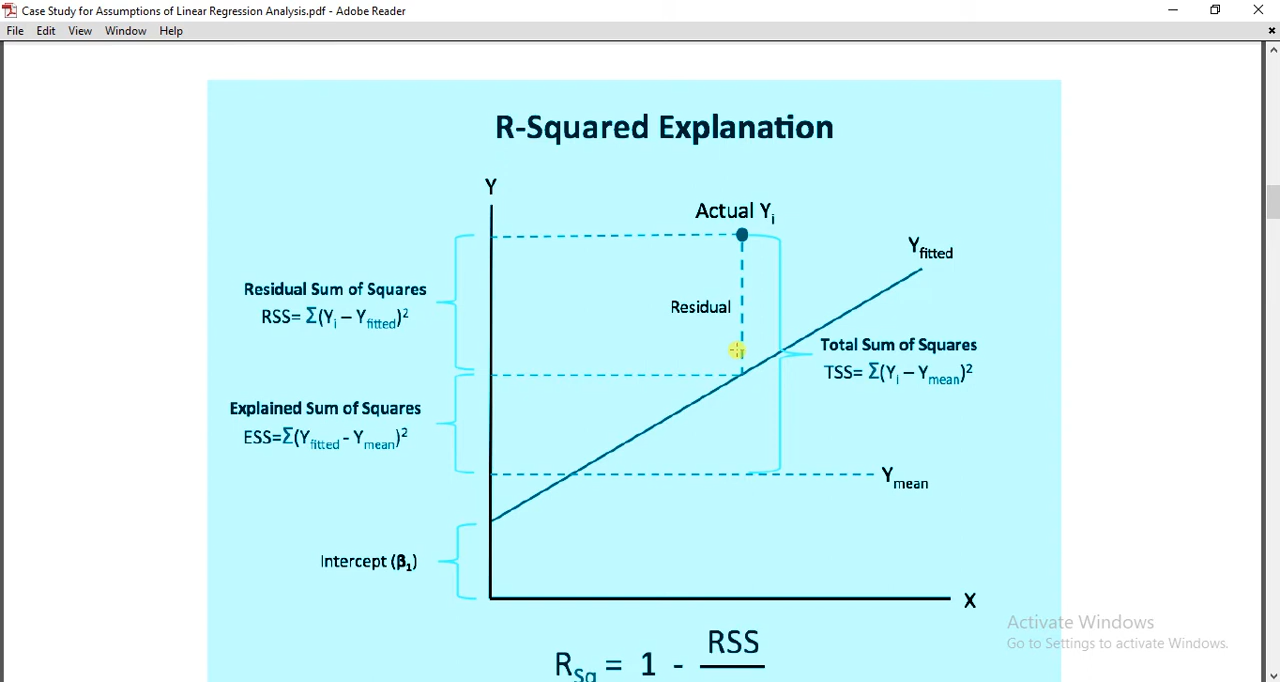 Case Study for Assumptions of Linear Regression Analysis.pdf - Adobe Reader
File Edit View Window Help
R-Squared Explanation
Y
Actual Yi
Yfitted
Residual Sum of Squares
RSS= Σ(Yi – Yfitted)²
Residual
Total Sum of Squares
TSS= Σ(Yi – Ymean)²
Explained Sum of Squares
ESS=Σ(Yfitted - Ymean)²
Ymean
Intercept (β1)
X
Activate Windows
Go to Settings to activate Windows.
RSS
RSq = 1 -